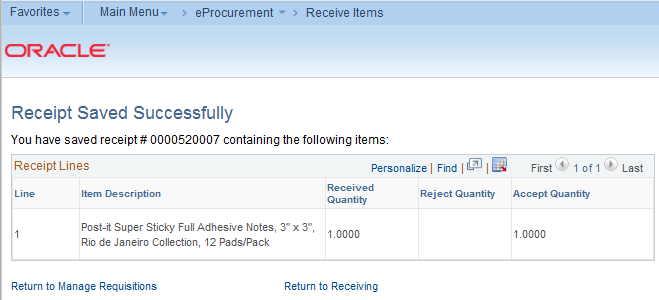 Favorites Main Menu > eProcurement > Receive Items
ORACLE
Receipt Saved Successfully
You have saved receipt # 0000520007 containing the following items:
Receipt Lines Personalize | Find | | First 1 of 1 Last
Line Item Description Received Quantity Reject Quantity Accept Quantity
1 Post-it Super Sticky Full Adhesive Notes, 3" x 3", 1.0000 1.0000
Rio de Janeiro Collection, 12 Pads/Pack
Return to Manage Requisitions Return to Receiving